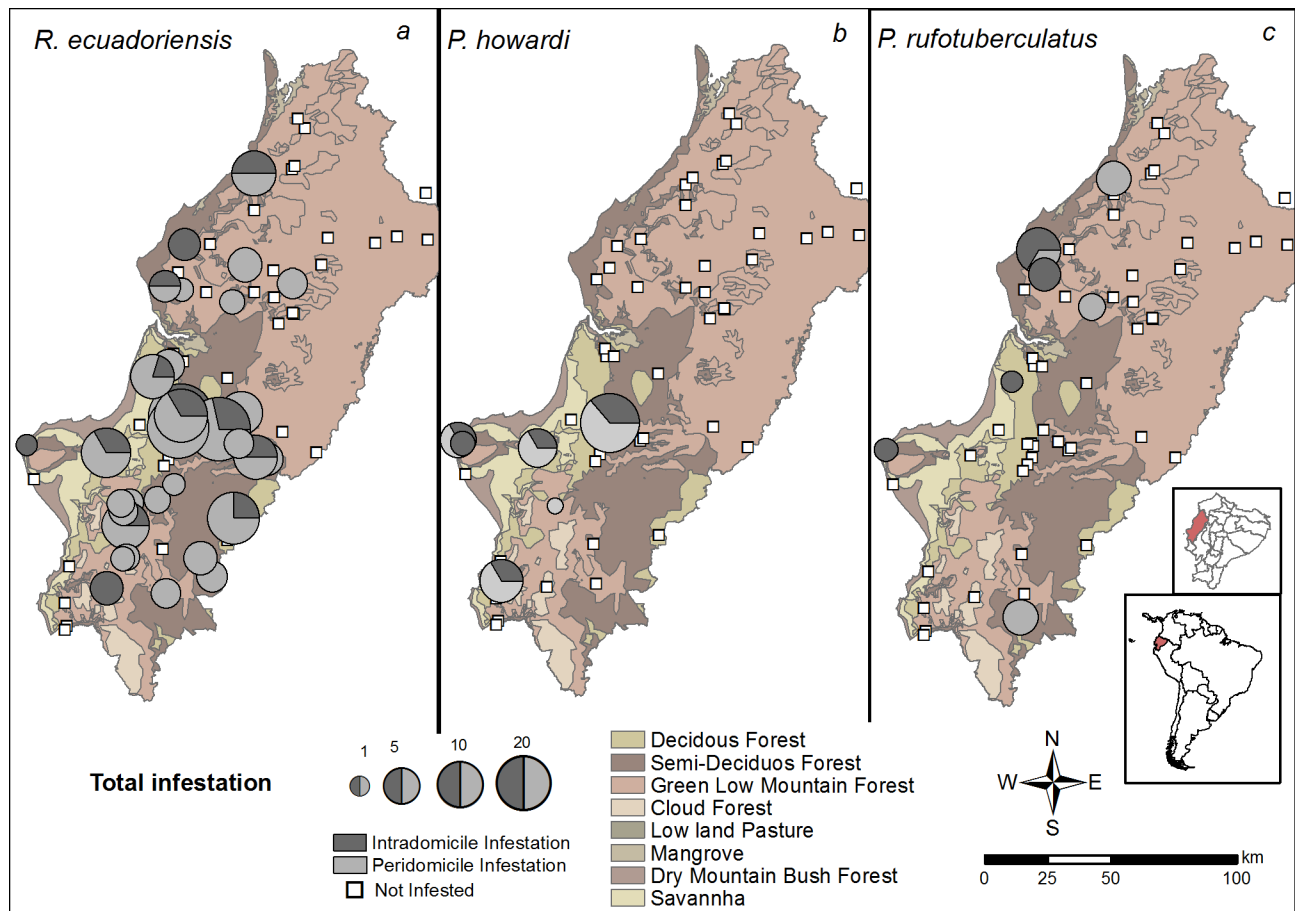 R. ecuadoriensis
a
P. howardi
b
P. rufotuberculatus
c
Total infestation
1
5
10
20
Intradomicile Infestation
Peridomicile Infestation
Not Infested
Decidous Forest
Semi-Deciduos Forest
Green Low Mountain Forest
Cloud Forest
Low land Pasture
Mangrove
Dry Mountain Bush Forest
Savannha
N
W
E
S
km
0
25
50
100